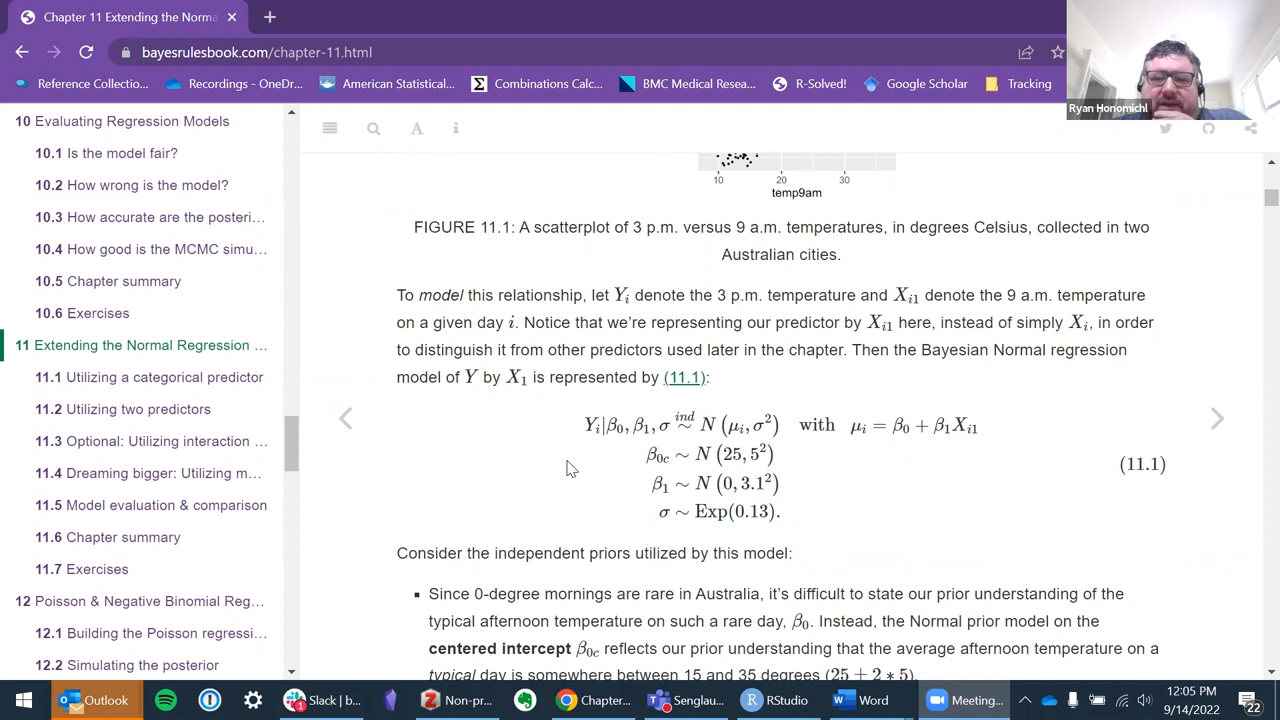 Chapter 11 Extending the Norma
bayesrulesbook.com/chapter-11.html
Reference Collectio...
Recordings - OneDr...
American Statistical...
Combinations Calc...
BMC Medical Resea...
R-Solved!
Google Scholar
Tracking
Ryan Honomichl
10 Evaluating Regression Models
10.1 Is the model fair?
10.2 How wrong is the model?
10.3 How accurate are the posteri...
10.4 How good is the MCMC simu...
10.5 Chapter summary
10.6 Exercises
11 Extending the Normal Regression ...
11.1 Utilizing a categorical predictor
11.2 Utilizing two predictors
11.3 Optional: Utilizing interaction ...
11.4 Dreaming bigger: Utilizing m...
11.5 Model evaluation & comparison
11.6 Chapter summary
11.7 Exercises
12 Poisson & Negative Binomial Reg...
12.1 Building the Poisson regressi...
12.2 Simulating the posterior
10 20 30
temp9am
FIGURE 11.1: A scatterplot of 3 p.m. versus 9 a.m. temperatures, in degrees Celsius, collected in two
Australian cities.
To model this relationship, let Yᵢ denote the 3 p.m. temperature and Xᵢ₁ denote the 9 a.m. temperature
on a given day i. Notice that we're representing our predictor by Xᵢ₁ here, instead of simply Xᵢ, in order
to distinguish it from other predictors used later in the chapter. Then the Bayesian Normal regression
model of Y by X₁ is represented by (11.1):
Yᵢ|β₀, β₁, σ ind ~ N (μᵢ, σ²) with μᵢ = β₀ + β₁Xᵢ₁
β₀c ~ N (25, 5²)
β₁ ~ N (0, 3.1²)
σ ~ Exp(0.13).
(11.1)
Consider the independent priors utilized by this model:
▪ Since 0-degree mornings are rare in Australia, it's difficult to state our prior understanding of the
typical afternoon temperature on such a rare day, β₀. Instead, the Normal prior model on the
centered intercept β₀c reflects our prior understanding that the average afternoon temperature on a
typical day is somewhere between 15 and 35 degrees (25 ± 2 * 5).
Outlook
Slack | b...
Non-pr...
Chapter...
Senglau...
RStudio
Word
Meeting...
12:05 PM
9/14/2022
22